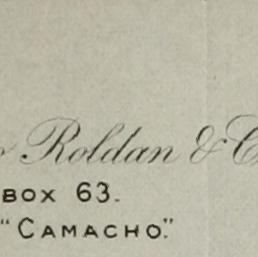 o Roldan & C
BOX 63.
"CAMACHO."